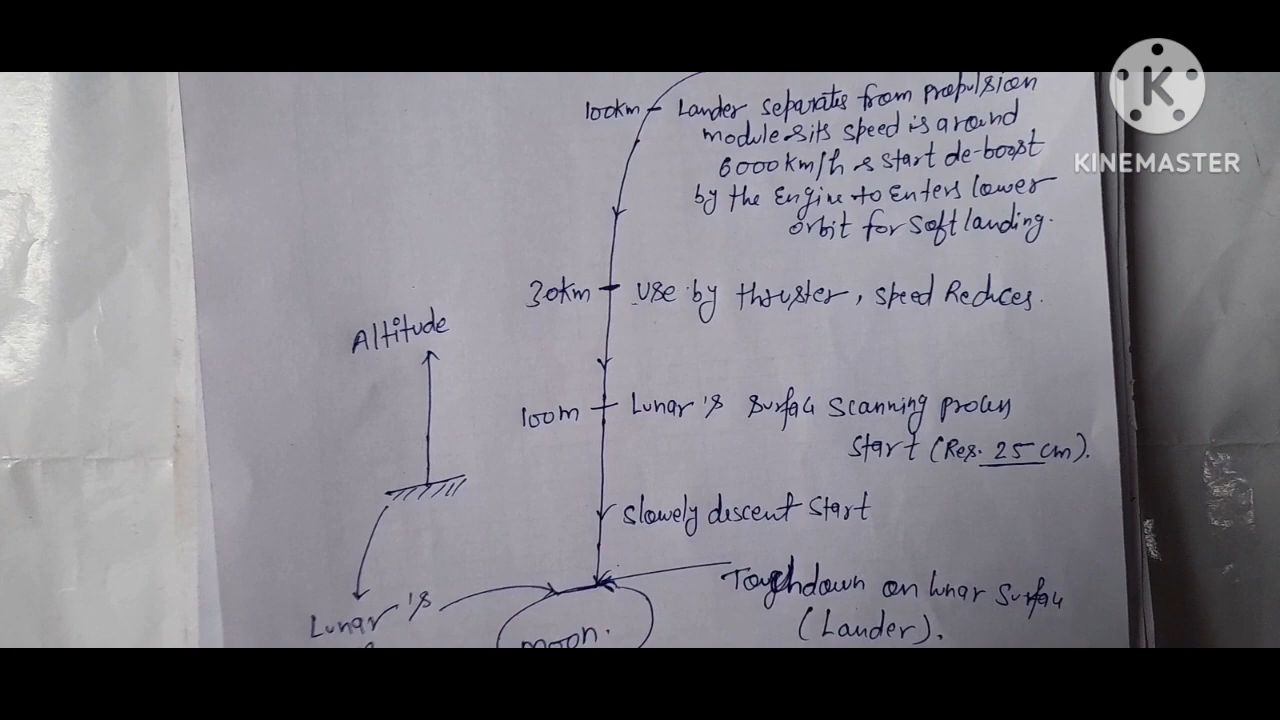 K
KINEMASTER
100km Lander separates from propulsion
module & its speed is around
6000 km/h & start de-boost
by the Engine to Enters lower
orbit for soft landing.
30km use by thruster, speed Reduces.
Altitude
100m Lunar's surface scanning process
start (Res. 25 cm).
slowely descent start
Touchdown on lunar surface
(Lander).
Lunar's
moon.